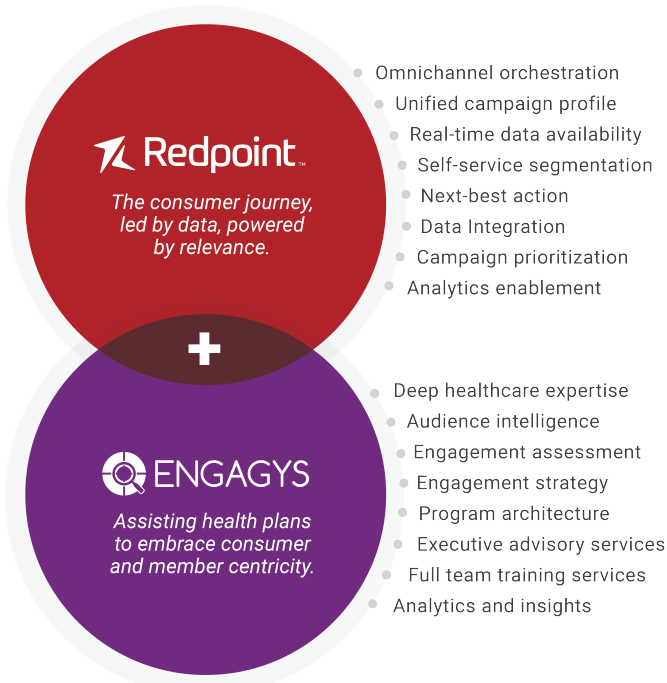 Redpoint™
The consumer journey,
led by data, powered
by relevance.
Omnichannel orchestration
Unified campaign profile
Real-time data availability
Self-service segmentation
Next-best action
Data Integration
Campaign prioritization
Analytics enablement
+
ENGAGYS
Assisting health plans
to embrace consumer
and member centricity.
Deep healthcare expertise
Audience intelligence
Engagement assessment
Engagement strategy
Program architecture
Executive advisory services
Full team training services
Analytics and insights